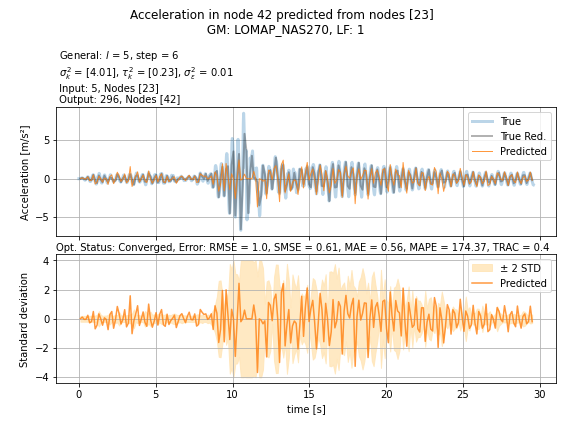 Acceleration in node 42 predicted from nodes [23]
GM: LOMAP_NAS270, LF: 1
General: l = 5, step = 6
σ²ₖ = [4.01], τ²ₖ = [0.23], σ²ε = 0.01
Input: 5, Nodes [23]
Output: 296, Nodes [42]
True
True Red.
Predicted
5
0
−5
Acceleration [m/s²]
Opt. Status: Converged, Error: RMSE = 1.0, SMSE = 0.61, MAE = 0.56, MAPE = 174.37, TRAC = 0.4
± 2 STD
Predicted
4
2
0
−2
−4
Standard deviation
0 5 10 15 20 25 30
time [s]